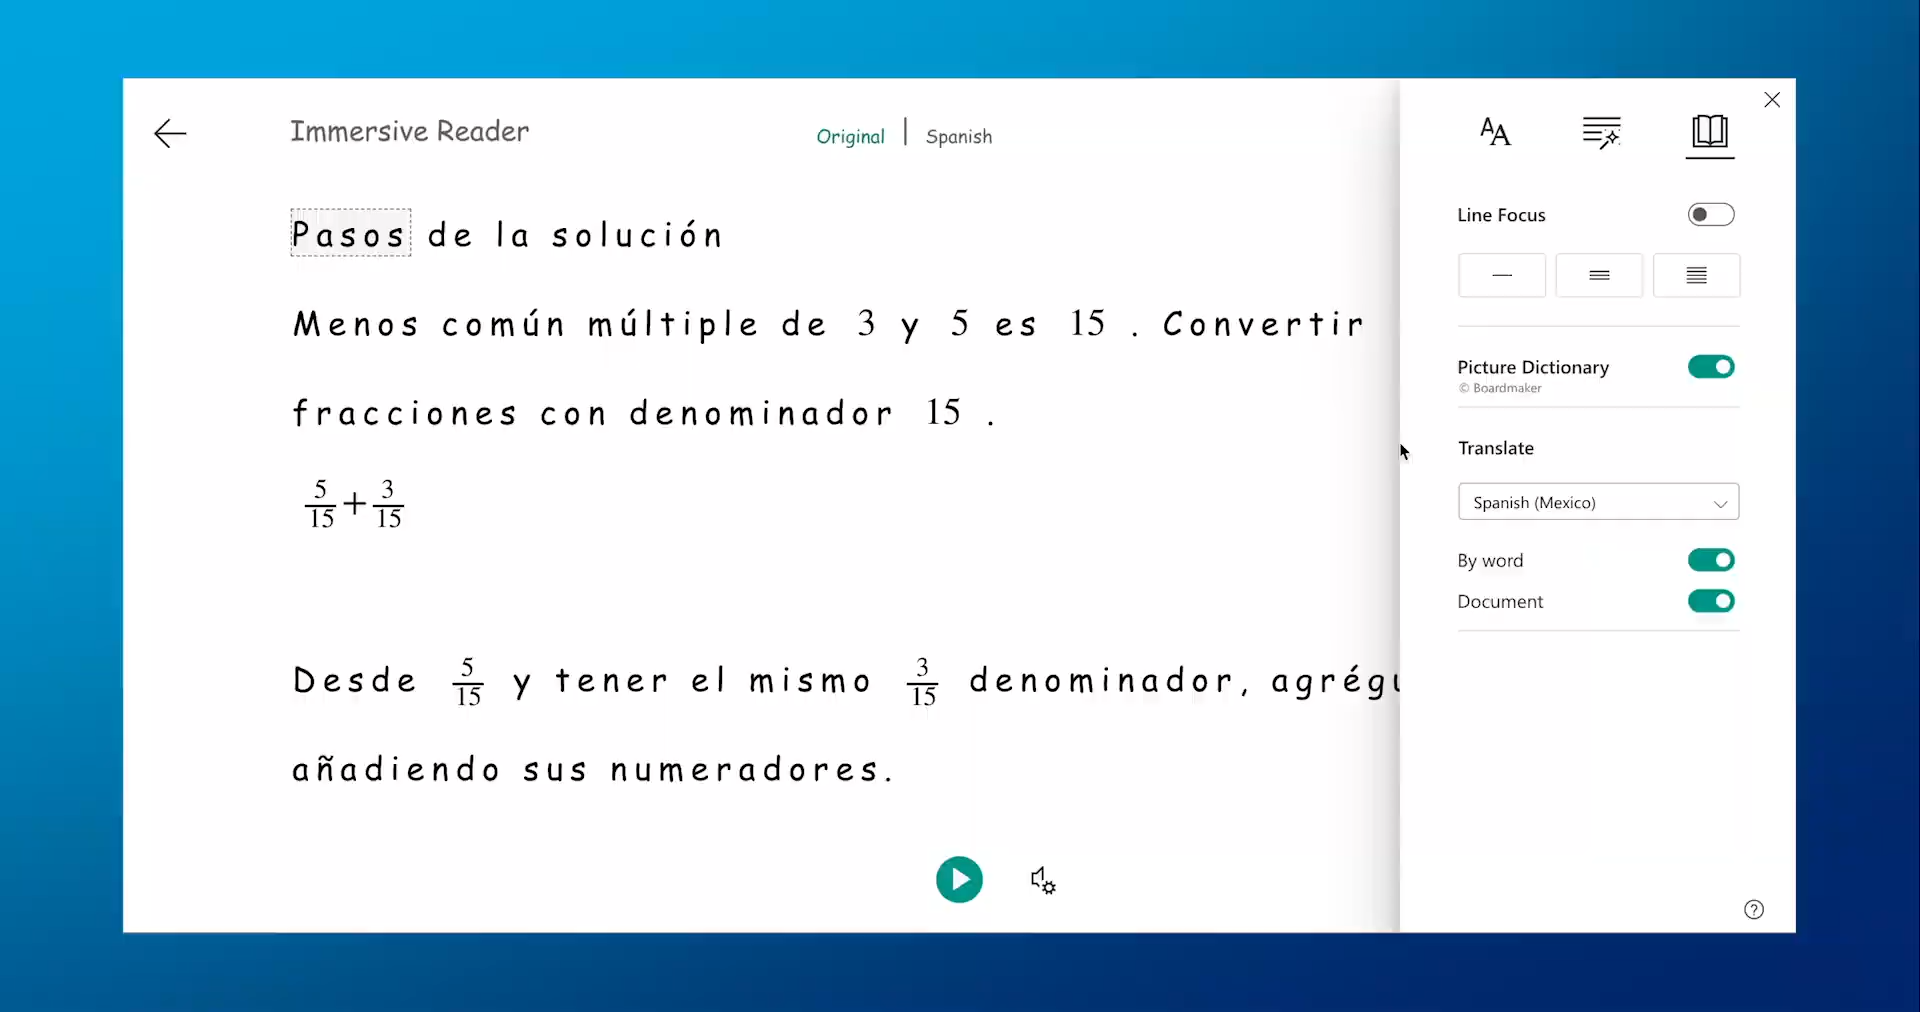 Immersive Reader
Original | Spanish
Pasos de la solución
Menos común múltiple de 3 y 5 es 15 . Convertir
fracciones con denominador 15 .
5/15 + 3/15
Desde 5/15 y tener el mismo 3/15 denominador, agrégu
añadiendo sus numeradores.
Line Focus
Picture Dictionary
© Boardmaker
Translate
Spanish (Mexico)
By word
Document